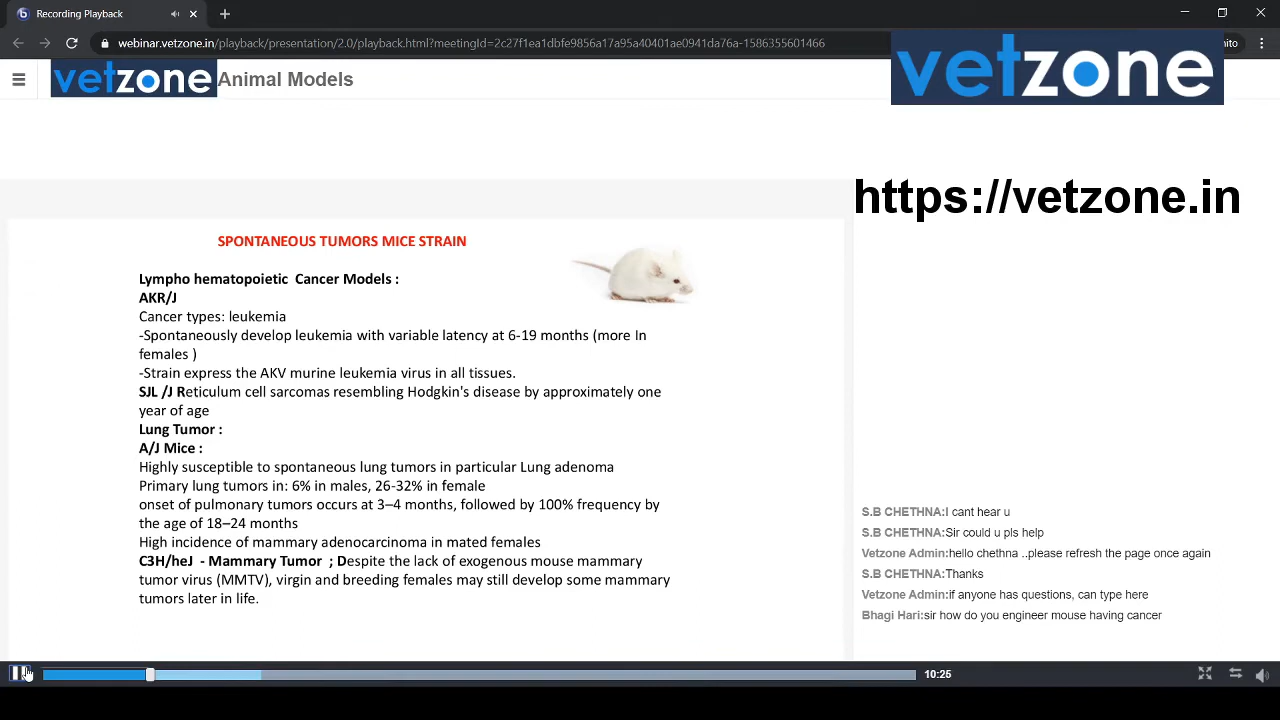 Recording Playback
webinar.vetzone.in/playback/presentation/2.0/playback.html?meetingId=2c27f1ea1dbfe9856a17a95a40401ae0941da76a-1586355601466
vetzone
ito
vetzone Animal Models
https://vetzone.in
SPONTANEOUS TUMORS MICE STRAIN
Lympho hematopoietic Cancer Models :
AKR/J
Cancer types: leukemia
-Spontaneously develop leukemia with variable latency at 6-19 months (more In
females )
-Strain express the AKV murine leukemia virus in all tissues.
SJL /J Reticulum cell sarcomas resembling Hodgkin's disease by approximately one
year of age
Lung Tumor :
A/J Mice :
Highly susceptible to spontaneous lung tumors in particular Lung adenoma
Primary lung tumors in: 6% in males, 26-32% in female
onset of pulmonary tumors occurs at 3–4 months, followed by 100% frequency by
the age of 18–24 months
High incidence of mammary adenocarcinoma in mated females
C3H/heJ - Mammary Tumor ; Despite the lack of exogenous mouse mammary
tumor virus (MMTV), virgin and breeding females may still develop some mammary
tumors later in life.
S.B CHETHNA:I cant hear u
S.B CHETHNA:Sir could u pls help
Vetzone Admin:hello chethna ..please refresh the page once again
S.B CHETHNA:Thanks
Vetzone Admin:if anyone has questions, can type here
Bhagi Hari:sir how do you engineer mouse having cancer
10:25